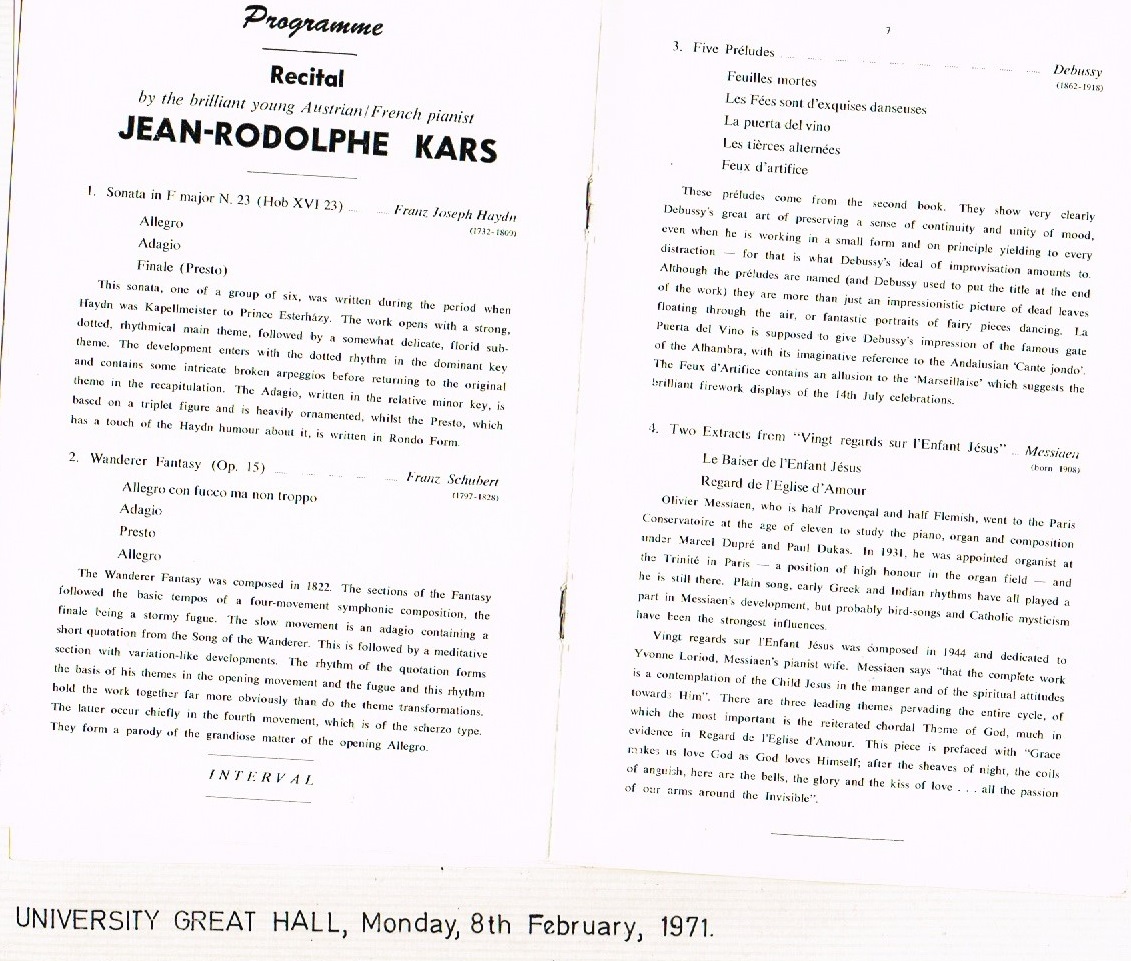 Programme
Recital
by the brilliant young Austrian/French pianist
JEAN-RODOLPHE KARS
1. Sonata in F major N. 23 (Hob XVI 23) .... .... Franz Joseph Haydn
(1732-1809)
Allegro
Adagio
Finale (Presto)
This sonata, one of a group of six, was written during the period when
Haydn was Kapellmeister to Prince Esterházy. The work opens with a strong,
dotted, rhythmical main theme, followed by a somewhat delicate, florid sub-
theme. The development enters with the dotted rhythm in the dominant key
and contains some intricate broken arpeggios before returning to the original
theme in the recapitulation. The Adagio, written in the relative minor key, is
based on a triplet figure and is heavily ornamented, whilst the Presto, which
has a touch of the Haydn humour about it, is written in Rondo Form.
2. Wanderer Fantasy (Op. 15) .... .... .... Franz Schubert
(1797-1828)
Allegro con fucco ma non troppo
Adagio
Presto
Allegro
The Wanderer Fantasy was composed in 1822. The sections of the Fantasy
followed the basic tempos of a four-movement symphonic composition, the
finale being a stormy fugue. The slow movement is an adagio containing a
short quotation from the Song of the Wanderer. This is followed by a meditative
section with variation-like developments. The rhythm of the quotation forms
the basis of his themes in the opening movement and the fugue and this rhythm
hold the work together far more obviously than do the theme transformations.
The latter occur chiefly in the fourth movement, which is of the scherzo type.
They form a parody of the grandiose matter of the opening Allegro.
INTERVAL
7
3. Five Préludes .... .... .... .... .... Debussy
(1862-1918)
Feuilles mortes
Les Fées sont d'exquises danseuses
La puerta del vino
Les tièrces alternées
Feux d'artifice
These préludes come from the second book. They show very clearly
Debussy's great art of preserving a sense of continuity and unity of mood,
even when he is working in a small form and on principle yielding to every
distraction — for that is what Debussy's ideal of improvisation amounts to.
Although the préludes are named (and Debussy used to put the title at the end
of the work) they are more than just an impressionistic picture of dead leaves
floating through the air, or fantastic portraits of fairy pieces dancing. La
Puerta del Vino is supposed to give Debussy's impression of the famous gate
of the Alhambra, with its imaginative reference to the Andalusian 'Cante jondo'.
The Feux d'Artifice contains an allusion to the 'Marseillaise' which suggests the
brilliant firework displays of the 14th July celebrations.
4. Two Extracts from "Vingt regards sur l'Enfant Jésus" .... Messiaen
(born 1908)
Le Baiser de l'Enfant Jésus
Regard de l'Eglise d'Amour
Olivier Messiaen, who is half Provençal and half Flemish, went to the Paris
Conservatoire at the age of eleven to study the piano, organ and composition
under Marcel Dupré and Paul Dukas. In 1931, he was appointed organist at
the Trinité in Paris — a position of high honour in the organ field — and
he is still there. Plain song, early Greek and Indian rhythms have all played a
part in Messiaen's development, but probably bird-songs and Catholic mysticism
have been the strongest influences.
Vingt regards sur l'Enfant Jésus was composed in 1944 and dedicated to
Yvonne Loriod, Messiaen's pianist wife. Messiaen says "that the complete work
is a contemplation of the Child Jesus in the manger and of the spiritual attitudes
towards Him". There are three leading themes pervading the entire cycle, of
which the most important is the reiterated chordal Theme of God, much in
evidence in Regard de l'Eglise d'Amour. This piece is prefaced with "Grace
makes us love God as God loves Himself; after the sheaves of night, the coils
of anguish, here are the bells, the glory and the kiss of love . . . all the passion
of our arms around the Invisible".
UNIVERSITY GREAT HALL, Monday, 8th February, 1971.